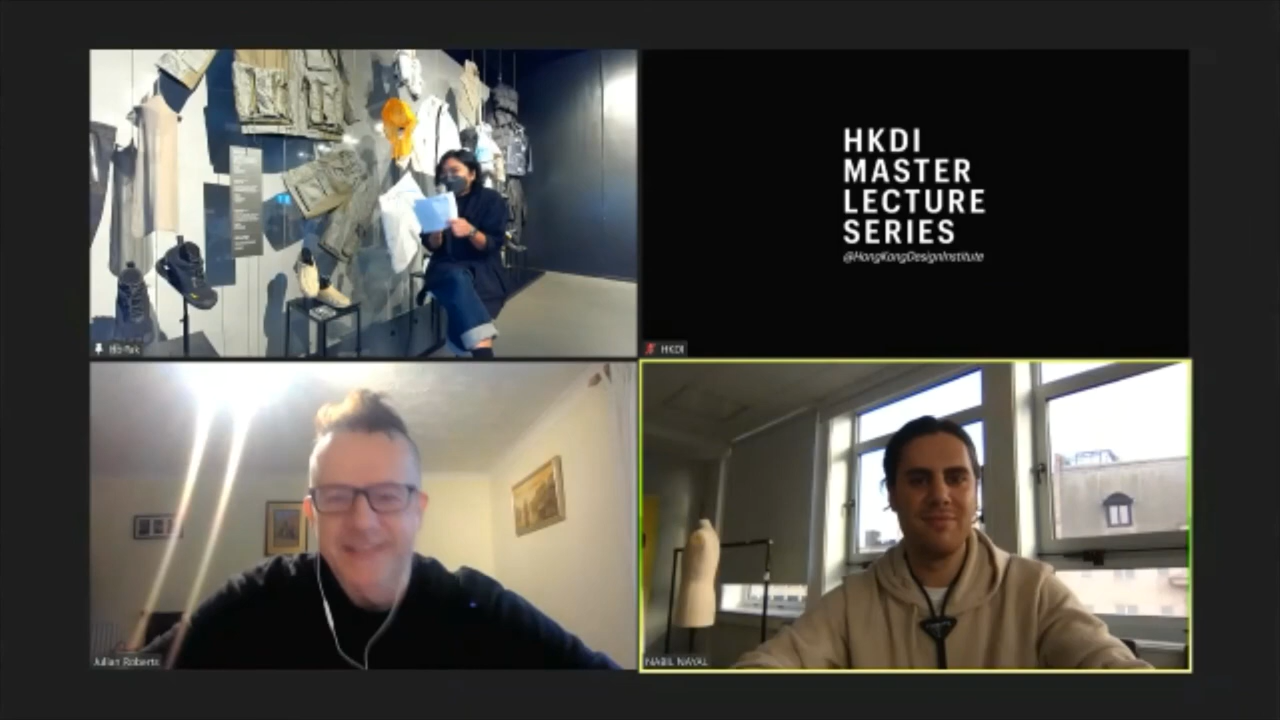 HKDI
MASTER
LECTURE
SERIES
@HongKongDesignInstitute
HKDI
Julian Roberts
NABIL NAYAL